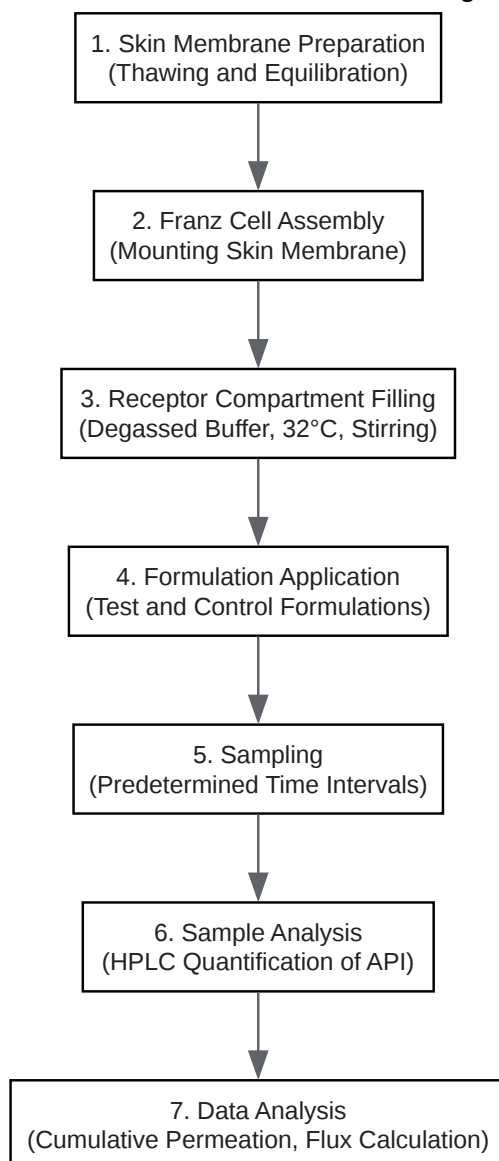 1. Skin Membrane Preparation
(Thawing and Equilibration)
2. Franz Cell Assembly
(Mounting Skin Membrane)
3. Receptor Compartment Filling
(Degassed Buffer, 32°C, Stirring)
4. Formulation Application
(Test and Control Formulations)
5. Sampling
(Predetermined Time Intervals)
6. Sample Analysis
(HPLC Quantification of API)
7. Data Analysis
(Cumulative Permeation, Flux Calculation)